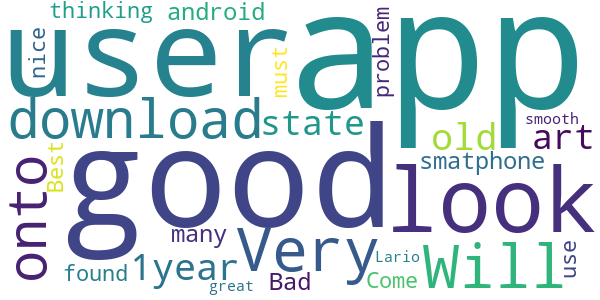 thinking android
nice
user
app
must
problem
download
state
old
smooth
art
Best
good
look
smatphone
onto
many
Very
Will
use
found
1year
Lario
Bad
Come
great